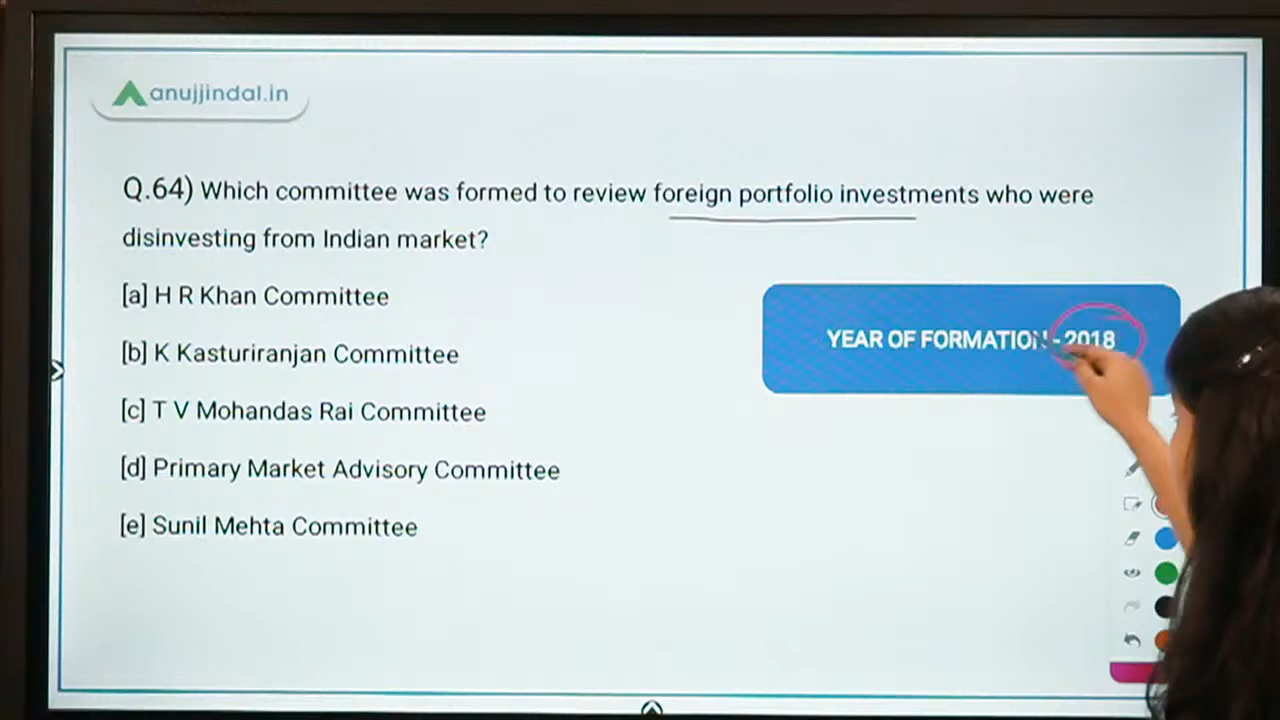 anujjindal.in
Q.64) Which committee was formed to review foreign portfolio investments who were
disinvesting from Indian market?
[a] H R Khan Committee
[b] K Kasturiranjan Committee
[c] T V Mohandas Rai Committee
[d] Primary Market Advisory Committee
[e] Sunil Mehta Committee
YEAR OF FORMATION - 2018